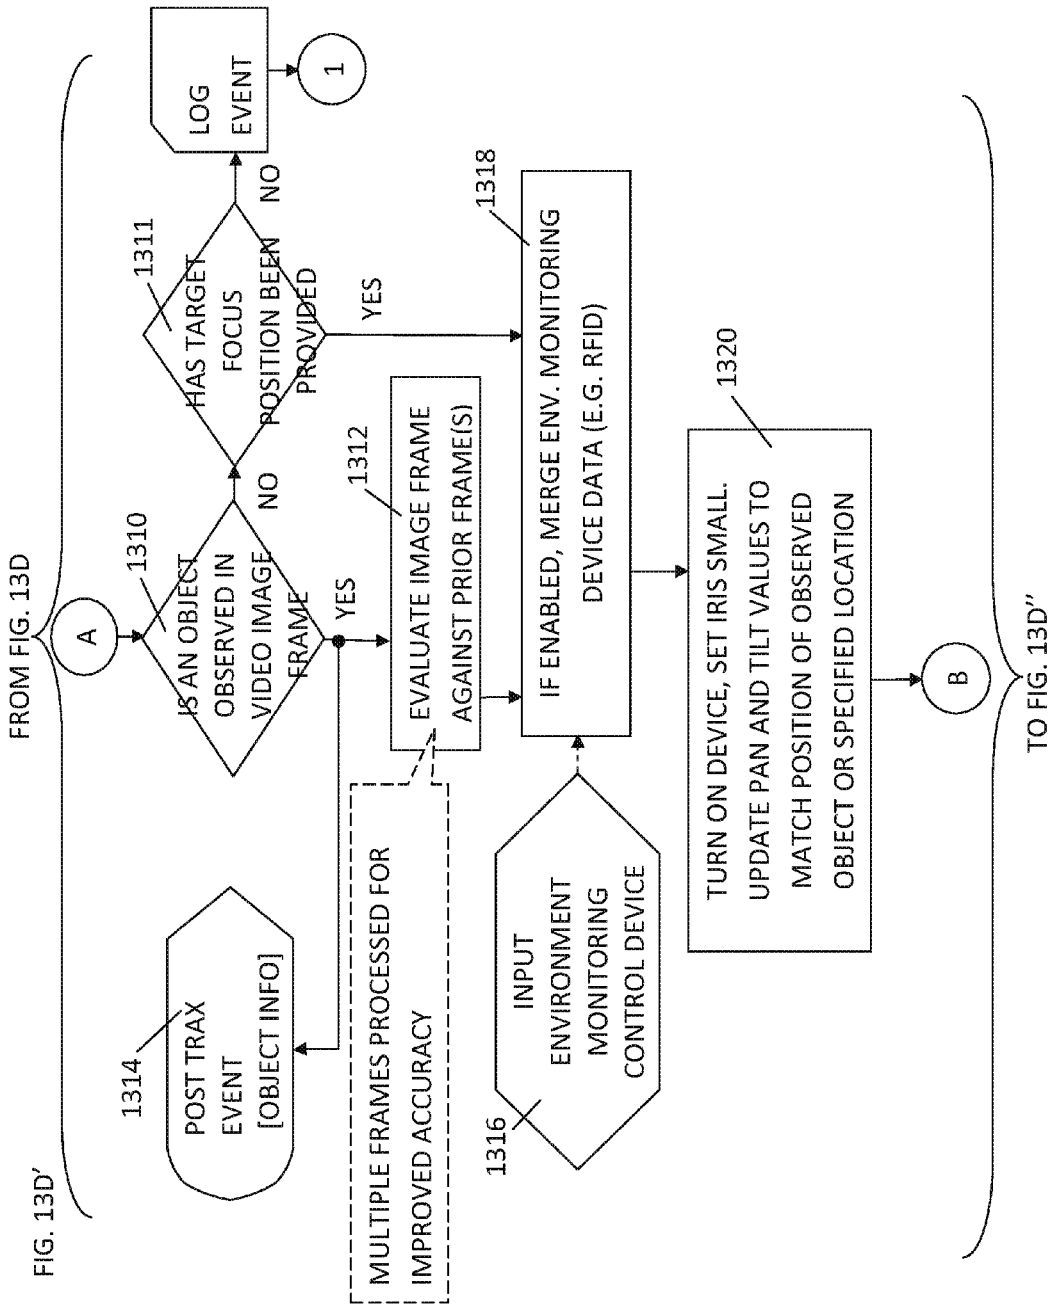 FIG. 13D'
FROM FIG. 13D
A
1310
IS AN OBJECT
OBSERVED IN
VIDEO IMAGE
FRAME
NO
YES
1311
HAS TARGET
FOCUS
POSITION BEEN
PROVIDED
NO
YES
LOG
EVENT
1
1314
POST TRAX
EVENT
[OBJECT INFO]
MULTIPLE FRAMES PROCESSED FOR
IMPROVED ACCURACY
1312
EVALUATE IMAGE FRAME
AGAINST PRIOR FRAME(S)
1316
INPUT
ENVIRONMENT
MONITORING
CONTROL DEVICE
1318
IF ENABLED, MERGE ENV. MONITORING
DEVICE DATA (E.G. RFID)
1320
TURN ON DEVICE, SET IRIS SMALL.
UPDATE PAN AND TILT VALUES TO
MATCH POSITION OF OBSERVED
OBJECT OR SPECIFIED LOCATION
B
TO FIG. 13D"